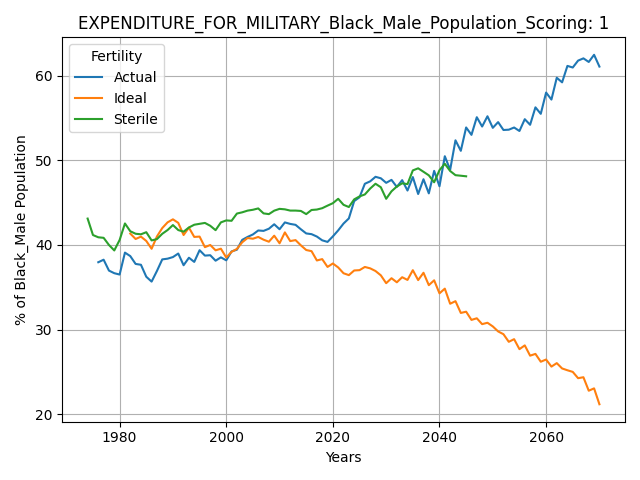 EXPENDITURE_FOR_MILITARY_Black_Male_Population_Scoring: 1
Fertility
Actual
Ideal
Sterile
% of Black_Male Population
60
50
40
30
20
1980
2000
2020
2040
2060
Years